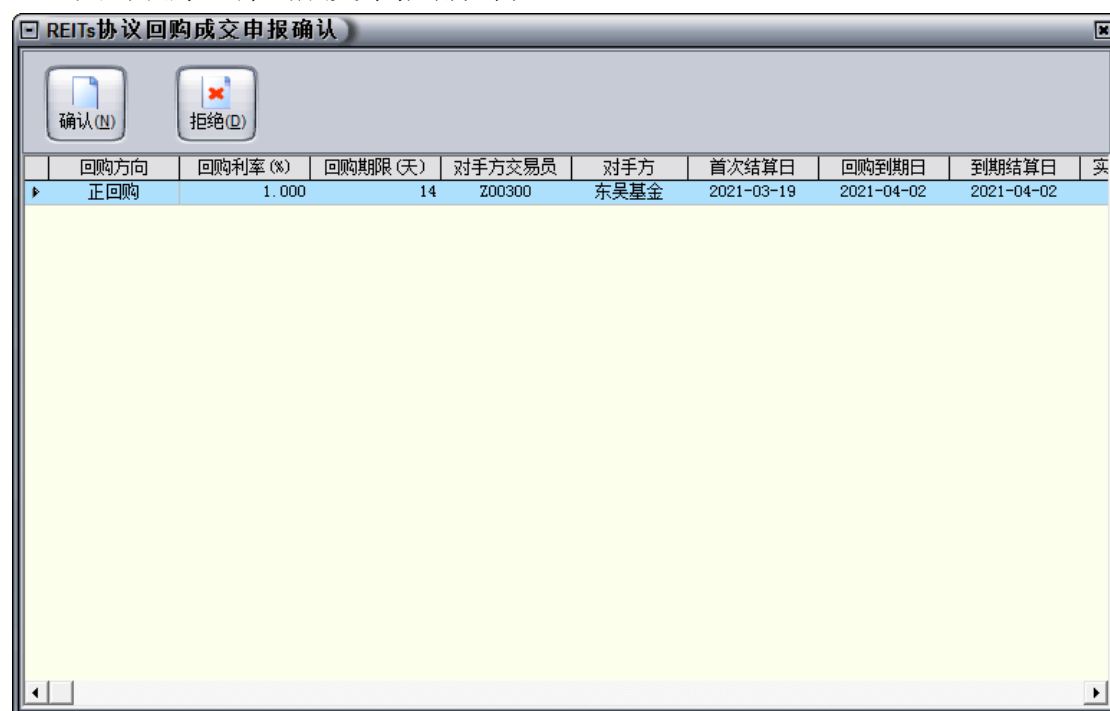 REITs协议回购成交申报确认
确认(N) 拒绝(D)
回购方向 回购利率(%) 回购期限(天) 对手方交易员 对手方 首次结算日 回购到期日 到期结算日 实
正回购 1.000 14 Z00300 东吴基金 2021-03-19 2021-04-02 2021-04-02